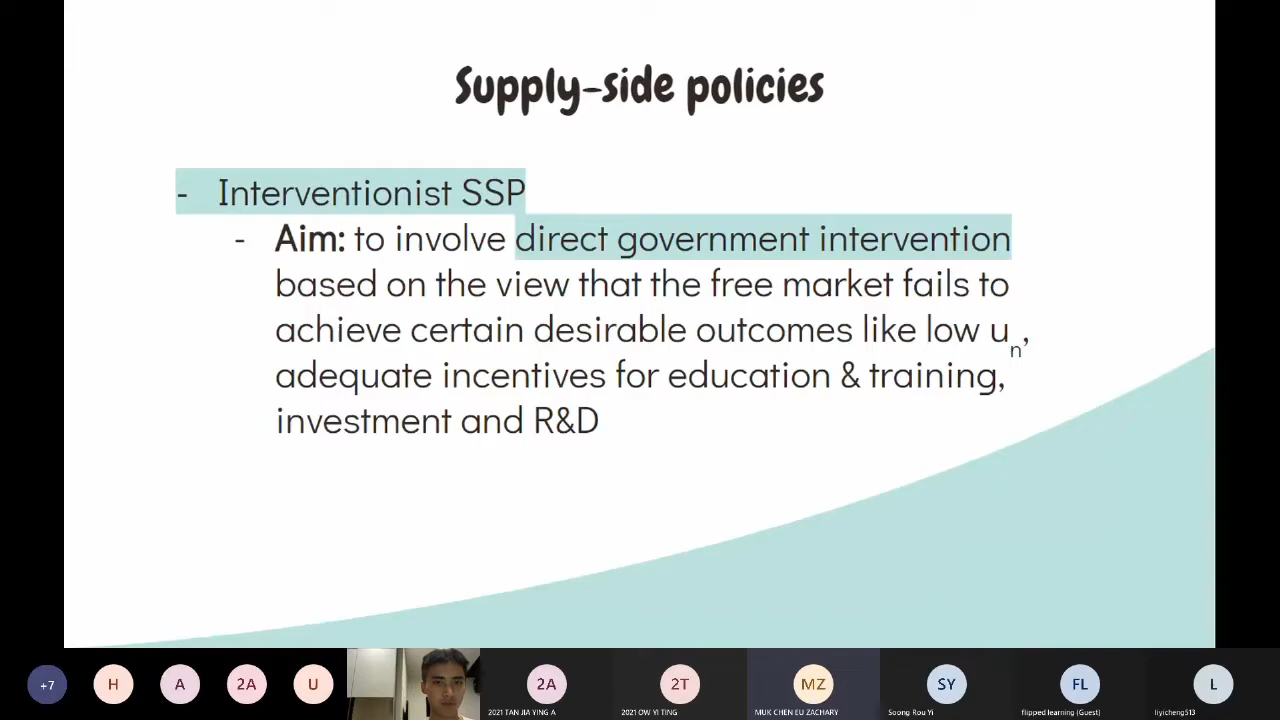 Supply-side policies
- Interventionist SSP
- Aim: to involve direct government intervention
based on the view that the free market fails to
achieve certain desirable outcomes like low uₙ,
adequate incentives for education & training,
investment and R&D
+7
H
A
2A
U
2A
2T
MZ
SY
FL
L
2021 TAN JIA YING A
2021 OW YI TING
MUK CHEN EU ZACHARY
Soong Rou Yi
flipped learning (Guest)
liyicheng513